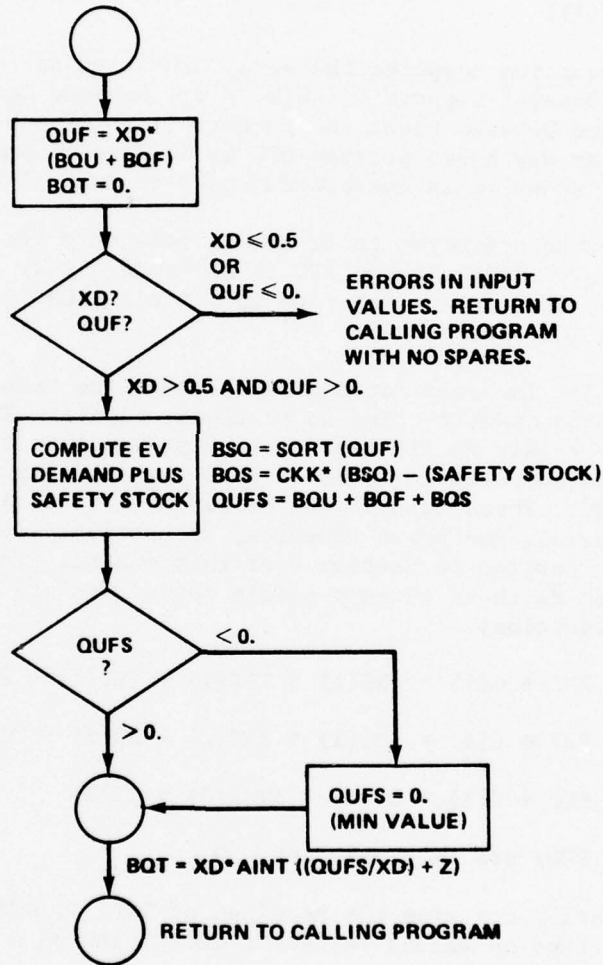 QUF = XD*
(BQU + BQF)
BQT = 0.
XD ≤ 0.5
OR
QUF ≤ 0.
XD?
QUF?
ERRORS IN INPUT
VALUES. RETURN TO
CALLING PROGRAM
WITH NO SPARES.
XD > 0.5 AND QUF > 0.
COMPUTE EV
DEMAND PLUS
SAFETY STOCK
BSQ = SQRT (QUF)
BQS = CKK* (BSQ) – (SAFETY STOCK)
QUFS = BQU + BQF + BQS
QUFS
?
< 0.
> 0.
QUFS = 0.
(MIN VALUE)
BQT = XD* AINT ((QUFS/XD) + Z)
RETURN TO CALLING PROGRAM